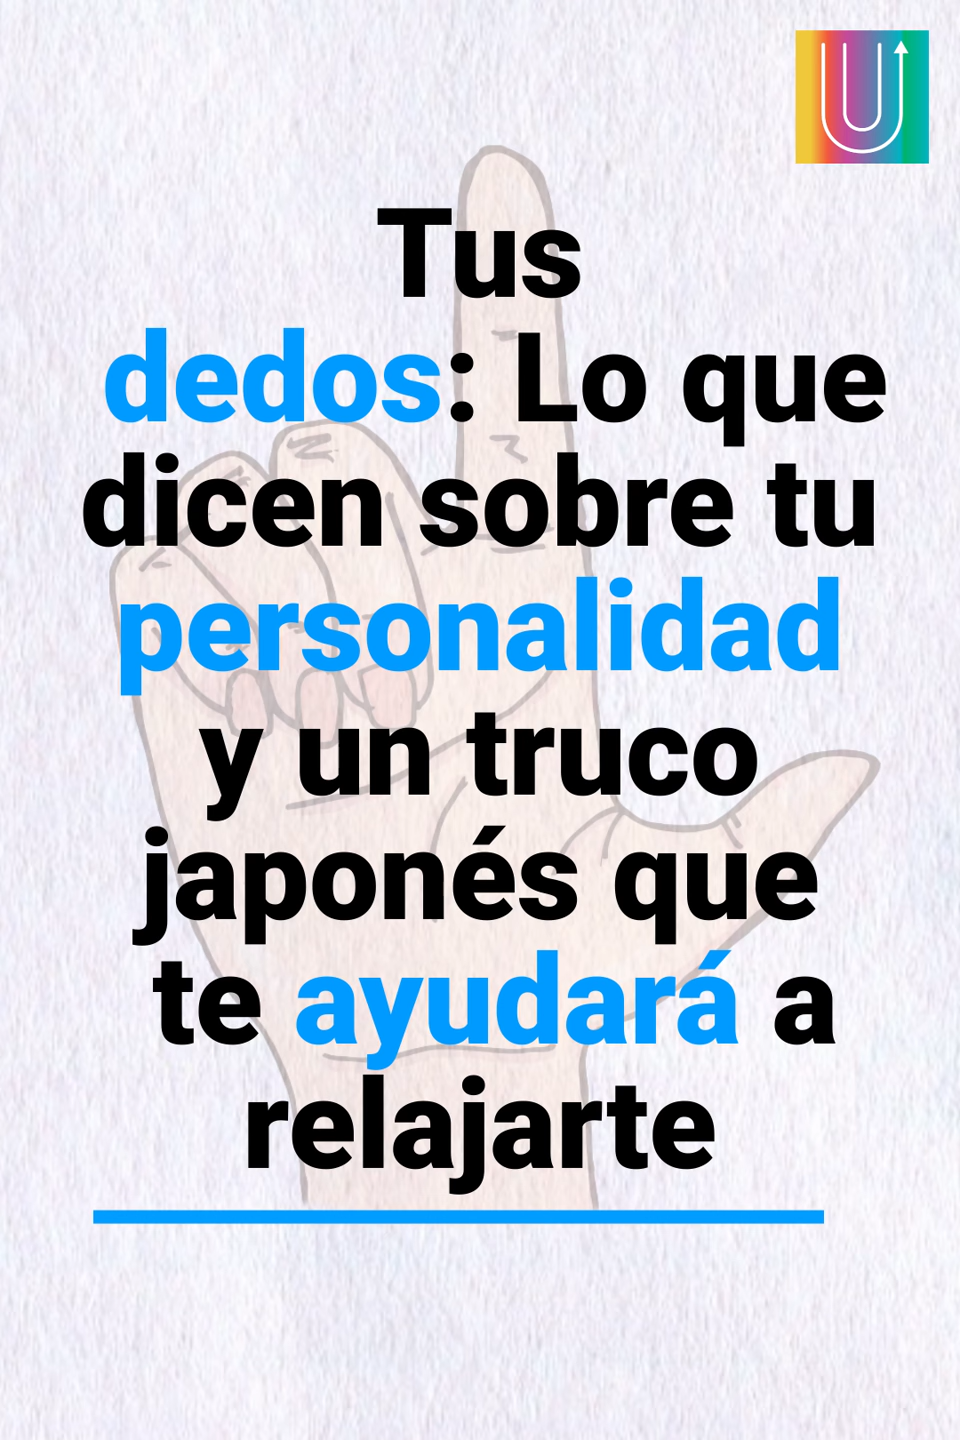 U
Tus
dedos: Lo que
dicen sobre tu
personalidad
y un truco
japonés que
te ayudará a
relajarte